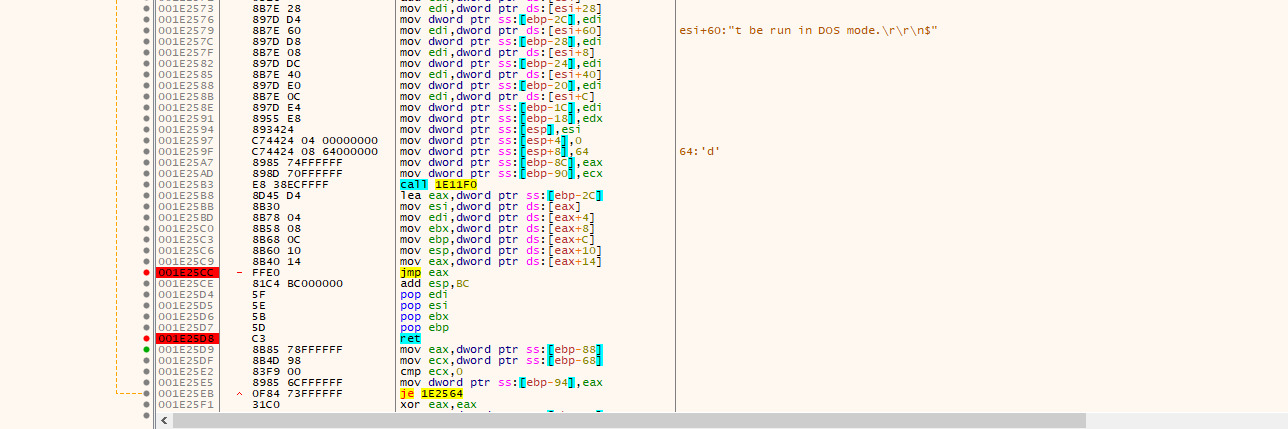 001E2573 8B7E 28 mov edi,dword ptr ds:[esi+28]
001E2576 897D D4 mov dword ptr ss:[ebp-2C],edi
001E2579 8B7E 60 mov edi,dword ptr ds:[esi+60] esi+60:"t be run in DOS mode.\r\r\n$"
001E257C 897D D8 mov dword ptr ss:[ebp-28],edi
001E257F 8B7E 08 mov edi,dword ptr ds:[esi+8]
001E2582 897D DC mov dword ptr ss:[ebp-24],edi
001E2585 8B7E 40 mov edi,dword ptr ds:[esi+40]
001E2588 897D E0 mov dword ptr ss:[ebp-20],edi
001E258B 8B7E 0C mov edi,dword ptr ds:[esi+C]
001E258E 897D E4 mov dword ptr ss:[ebp-1C],edi
001E2591 8955 E8 mov dword ptr ss:[ebp-18],edx
001E2594 893424 mov dword ptr ss:[esp],esi
001E2597 C74424 04 00000000 mov dword ptr ss:[esp+4],0
001E259F C74424 08 64000000 mov dword ptr ss:[esp+8],64 64:'d'
001E25A7 8985 74FFFFFF mov dword ptr ss:[ebp-8C],eax
001E25AD 898D 70FFFFFF mov dword ptr ss:[ebp-90],ecx
001E25B3 E8 38ECFFFF call 1E11F0
001E25B8 8D45 D4 lea eax,dword ptr ss:[ebp-2C]
001E25BB 8B30 mov esi,dword ptr ds:[eax]
001E25BD 8B78 04 mov edi,dword ptr ds:[eax+4]
001E25C0 8B58 08 mov ebx,dword ptr ds:[eax+8]
001E25C3 8B68 0C mov ebp,dword ptr ds:[eax+C]
001E25C6 8B60 10 mov esp,dword ptr ds:[eax+10]
001E25C9 8B40 14 mov eax,dword ptr ds:[eax+14]
001E25CC - FFE0 jmp eax
001E25CE 81C4 BC000000 add esp,BC
001E25D4 5F pop edi
001E25D5 5E pop esi
001E25D6 5B pop ebx
001E25D7 5D pop ebp
001E25D8 C3 ret
001E25D9 8B85 78FFFFFF mov eax,dword ptr ss:[ebp-88]
001E25DF 8B4D 98 mov ecx,dword ptr ss:[ebp-68]
001E25E2 83F9 00 cmp ecx,0
001E25E5 8985 6CFFFFFF mov dword ptr ss:[ebp-94],eax
001E25EB ^ 0F84 73FFFFFF je 1E2564
001E25F1 31C0 xor eax,eax